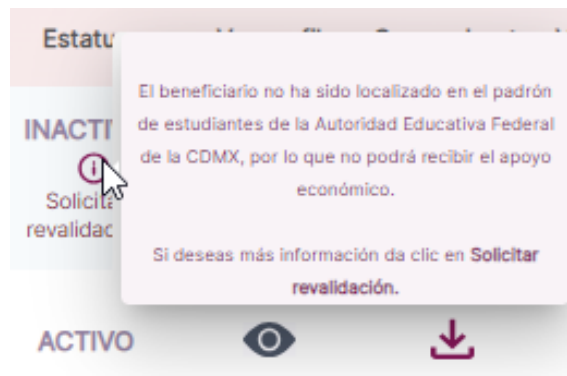 Estatu
El beneficiario no ha sido localizado en el padrón
de estudiantes de la Autoridad Educativa Federal
de la CDMX, por lo que no podrá recibir el apoyo
económico.
Si deseas más información da clic en Solicitar
revalidación.
INACTI
Solicita
revalidac
ACTIVO